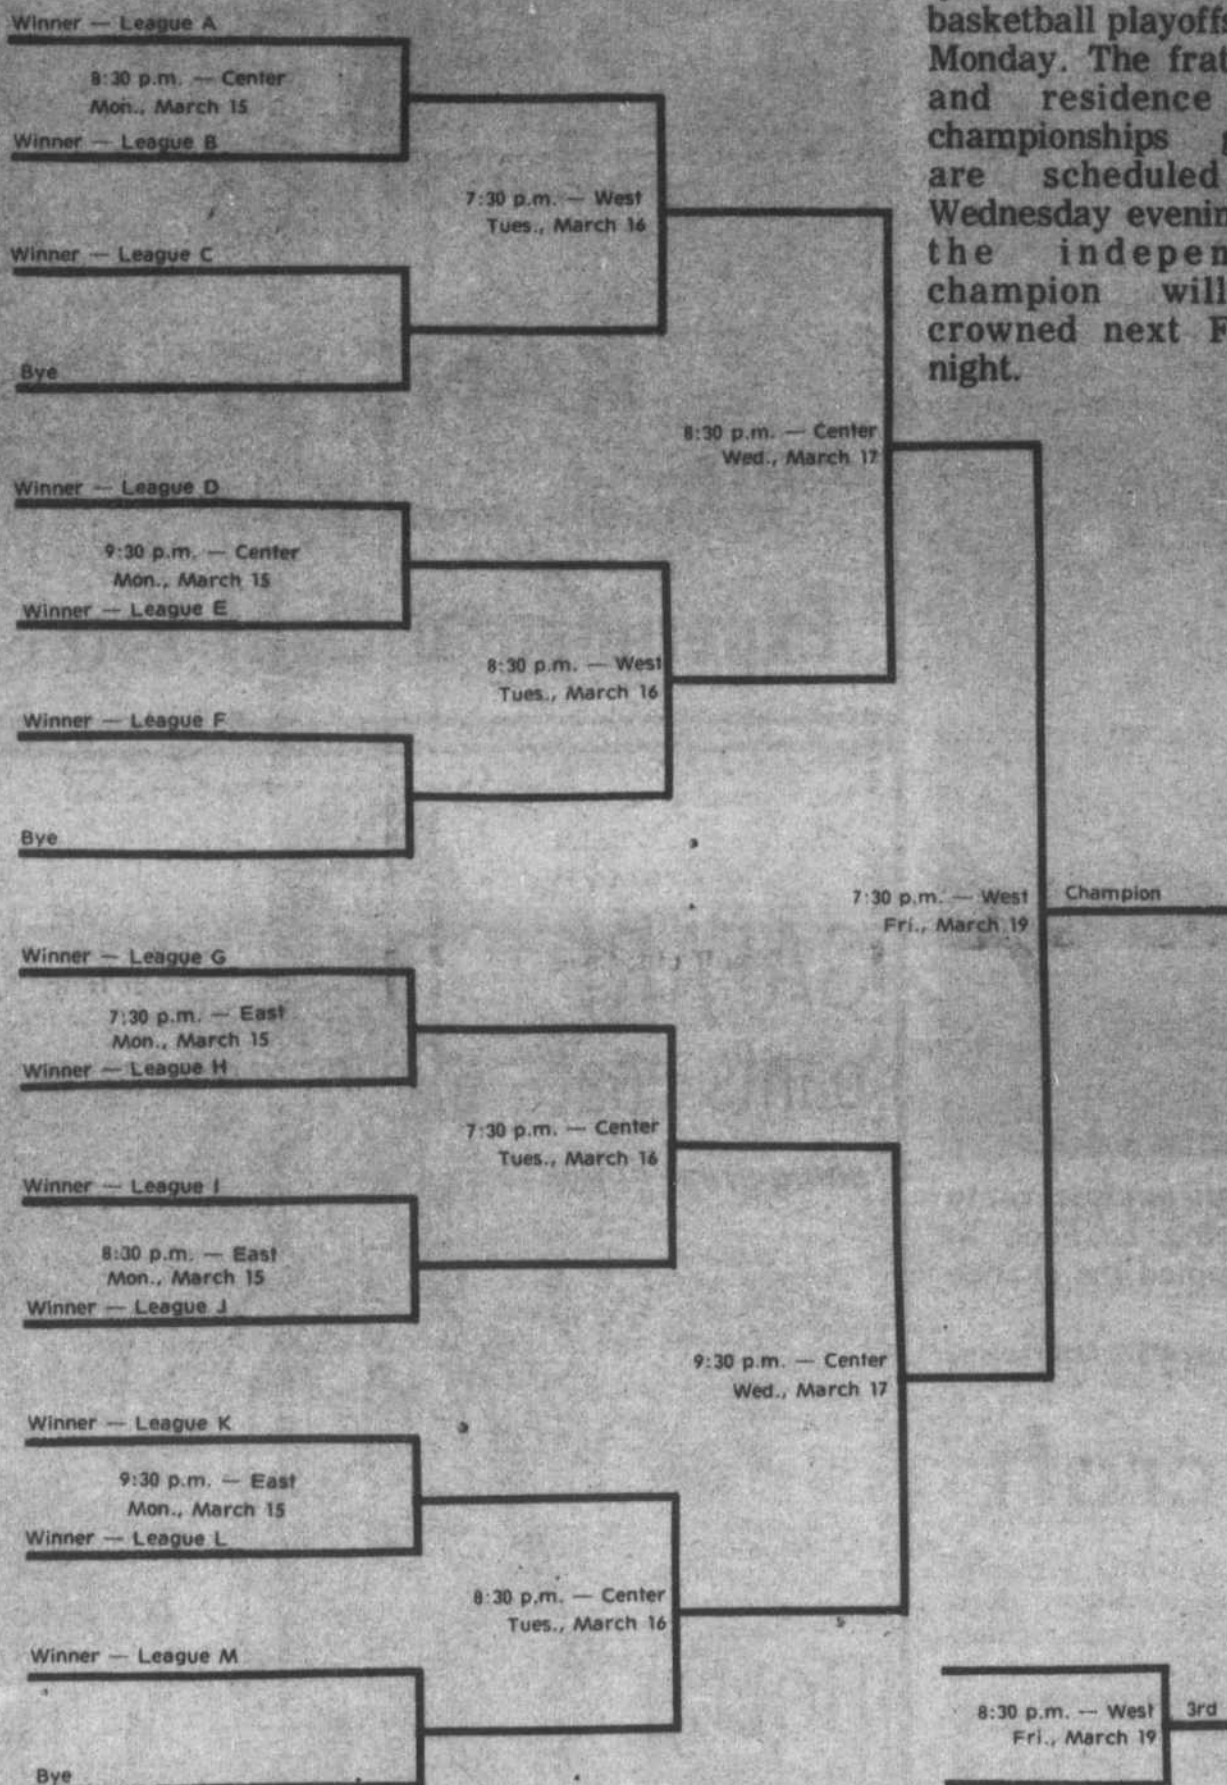 basketball playoffs
Monday. The frat
and residence
championships
are scheduled
Wednesday evenin
the indepen
champion will
crowned next F
night.
Winner — League A
8:30 p.m. — Center
Mon., March 15
Winner — League B
7:30 p.m. — West
Tues., March 16
Winner — League C
Bye
8:30 p.m. — Center
Wed., March 17
Winner — League D
9:30 p.m. — Center
Mon., March 15
Winner — League E
8:30 p.m. — West
Tues., March 16
Winner — League F
Bye
7:30 p.m. — West
Fri., March 19
Champion
Winner — League G
7:30 p.m. — East
Mon., March 15
Winner — League H
7:30 p.m. — Center
Tues., March 16
Winner — League I
8:30 p.m. — East
Mon., March 15
Winner — League J
9:30 p.m. — Center
Wed., March 17
Winner — League K
9:30 p.m. — East
Mon., March 15
Winner — League L
8:30 p.m. — Center
Tues., March 16
Winner — League M
Bye
8:30 p.m. — West
Fri., March 19
3rd